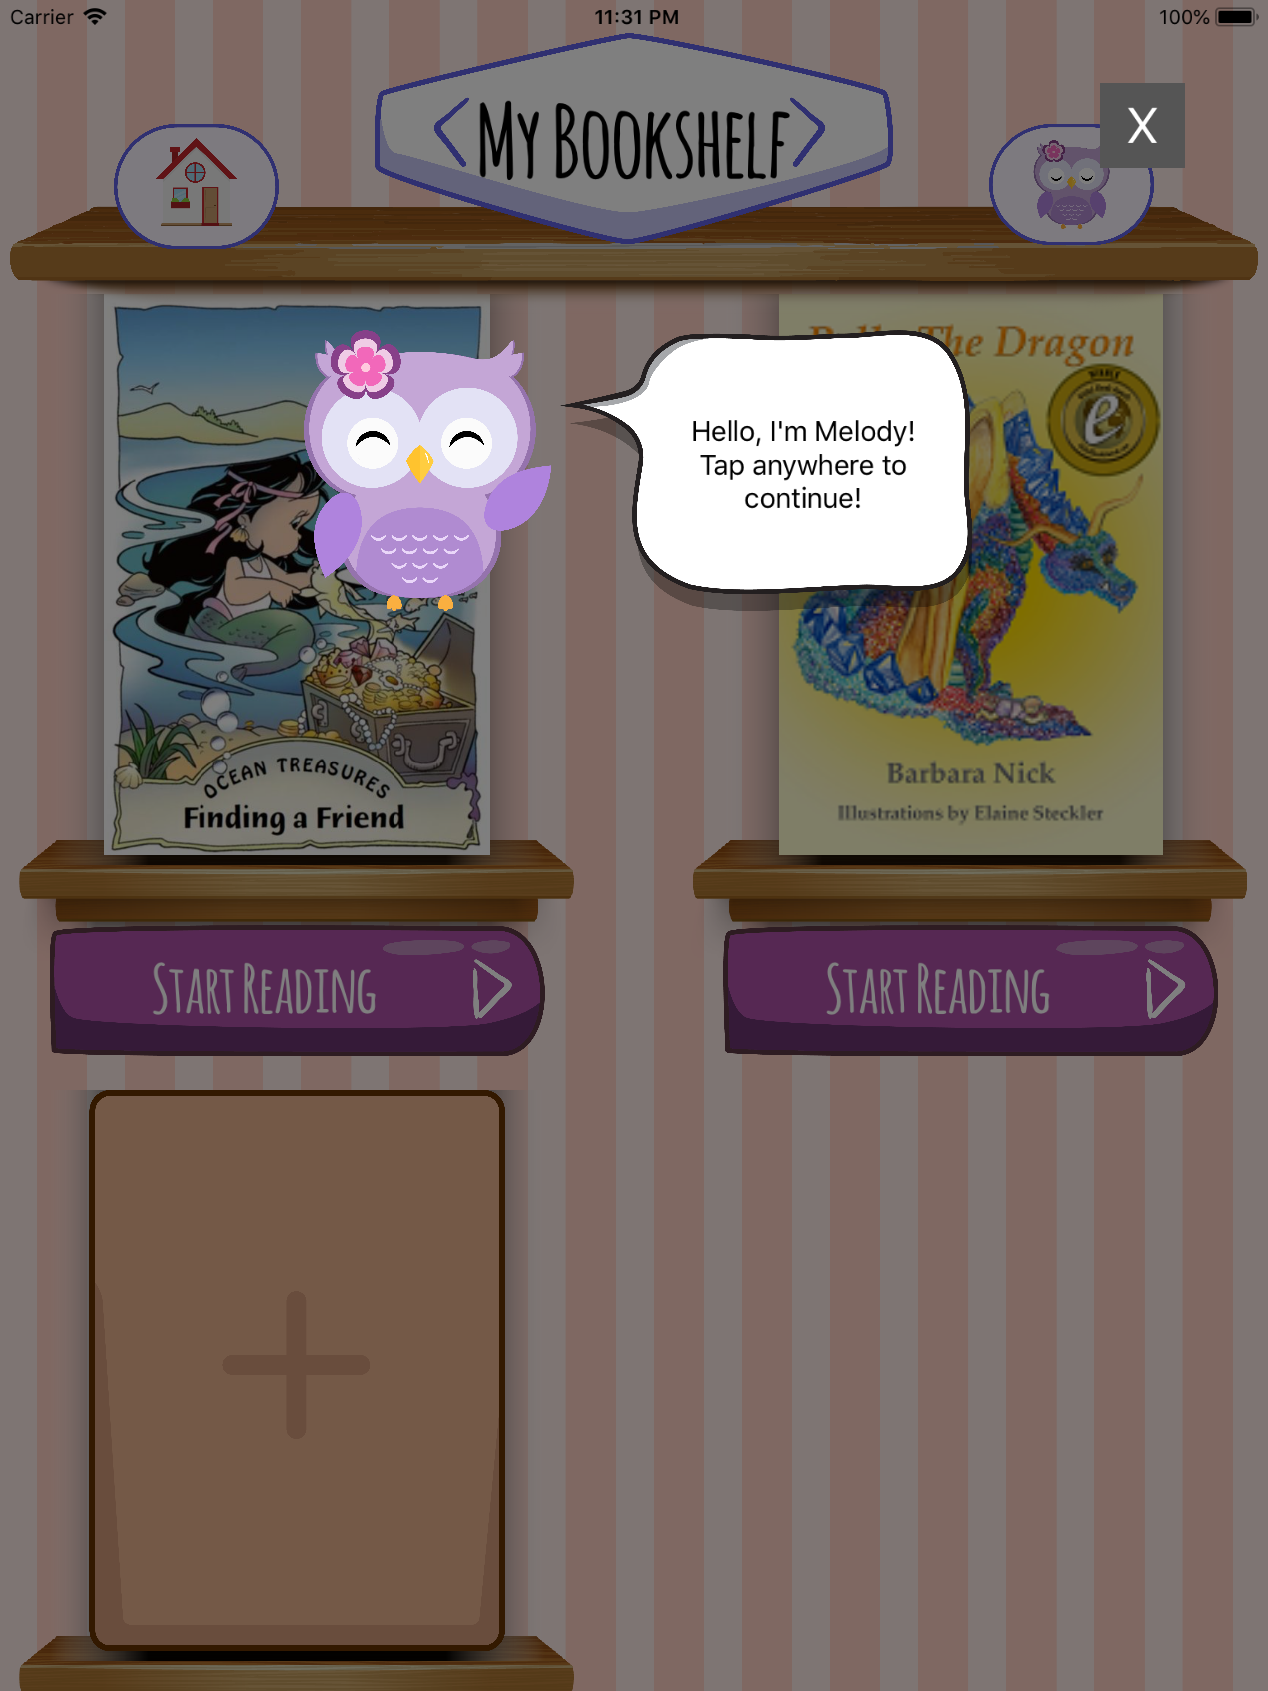 Carrier
11:31 PM
100%
My Bookshelf
X
The Dragon
Hello, I'm Melody!
Tap anywhere to
continue!
e
OCEAN TREASURES
Finding a Friend
Barbara Nick
Illustrations by Elaine Steckler
START READING
START READING